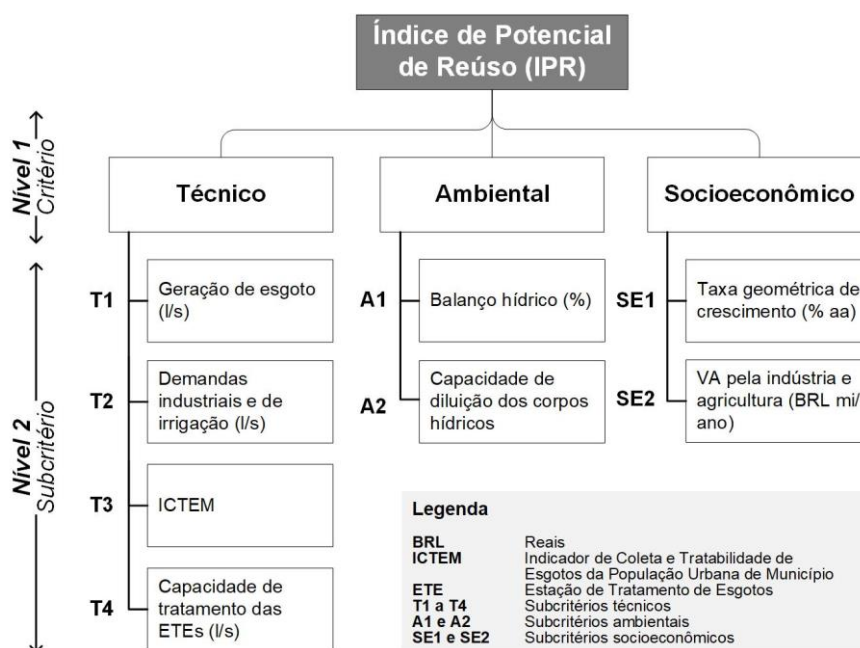 Índice de Potencial
de Reúso (IPR)
Nível 1
Critério
Técnico
Ambiental
Socioeconômico
Nível 2
Subcritério
T1
Geração de esgoto
(l/s)
T2
Demandas
industriais e de
irrigação (l/s)
T3
ICTEM
T4
Capacidade de
tratamento das
ETEs (l/s)
A1
Balanço hídrico (%)
A2
Capacidade de
diluição dos corpos
hídricos
SE1
Taxa geométrica de
crescimento (% aa)
SE2
VA pela indústria e
agricultura (BRL mi/
ano)
Legenda
BRL Reais
ICTEM Indicador de Coleta e Tratabilidade de
Esgotos da População Urbana de Município
ETE Estação de Tratamento de Esgotos
T1 a T4 Subcritérios técnicos
A1 e A2 Subcritérios ambientais
SE1 e SE2 Subcritérios socioeconômicos